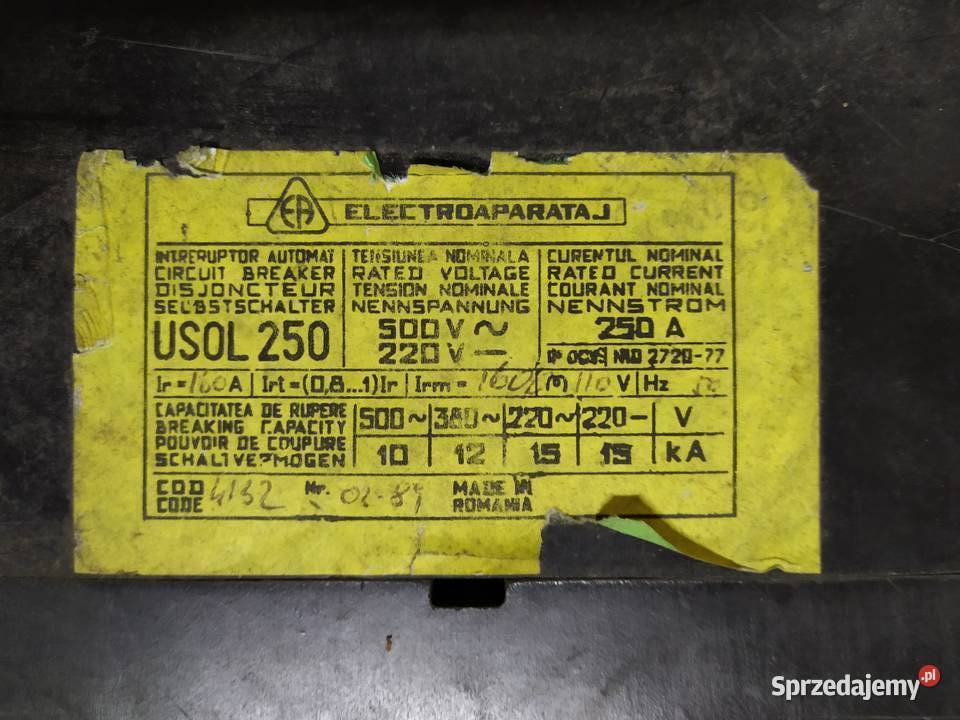 EA ELECTROAPARATAJ
INTRERUPTOR AUTOMAT
CIRCUIT BREAKER
DISJONCTEUR
SELBSTSCHALTER
USOL 250
TENSIUNEA NOMINALA
RATED VOLTAGE
TENSION NOMINALE
NENNSPANNUNG
500 V ~
220 V —
CURENTUL NOMINAL
RATED CURRENT
COURANT NOMINAL
NENNSTROM
250 A
NID 2720-77
Ir = 160 A Irt = (0,8...1) Ir Irm = 110 V Hz
CAPACITATEA DE RUPERE
BREAKING CAPACITY
POUVOIR DE COUPURE
SCHALTVERMÖGEN
500~ 380~ 220~ 220— V
10 12 15 15 kA
COD
CODE
4132 Nr.
MADE IN
ROMANIA
Sprzedajemy.pl